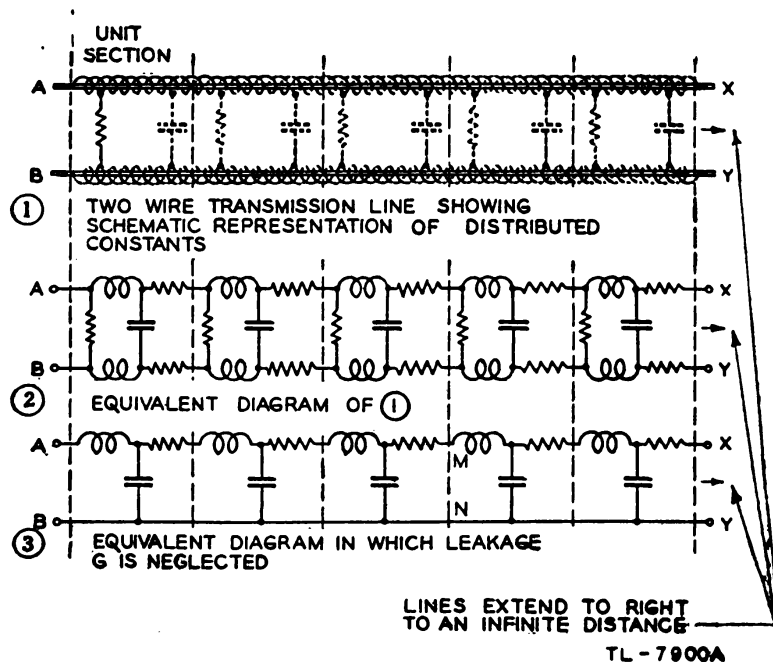 UNIT
SECTION
A X
B Y
1 TWO WIRE TRANSMISSION LINE SHOWING
SCHEMATIC REPRESENTATION OF DISTRIBUTED
CONSTANTS
A X
B Y
2 EQUIVALENT DIAGRAM OF 1
A X
M
N
B Y
3 EQUIVALENT DIAGRAM IN WHICH LEAKAGE
G IS NEGLECTED
LINES EXTEND TO RIGHT
TO AN INFINITE DISTANCE
TL-7900A